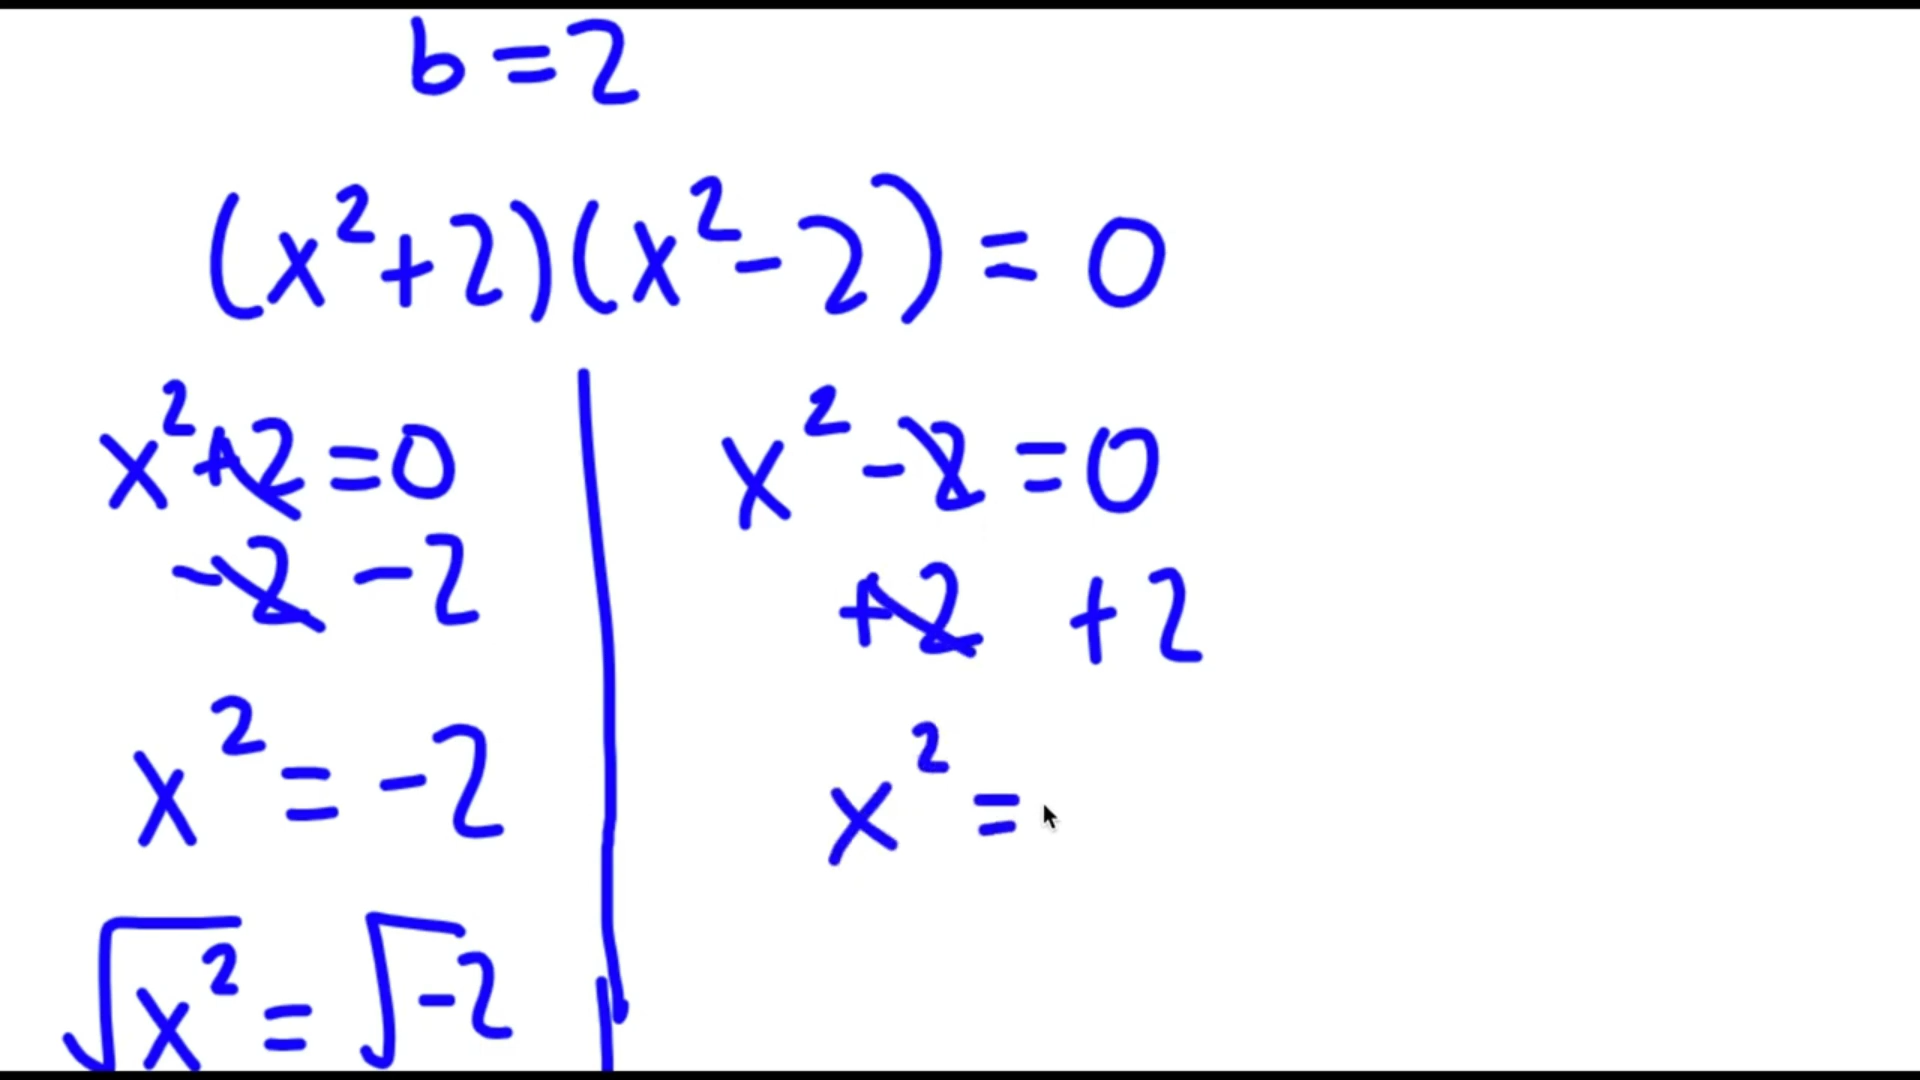 b = 2
(x²+2)(x²-2) = 0
x²+2=0
-2 -2
x² = -2
√x² = √-2
x² -2 =0
+2 +2
x² =